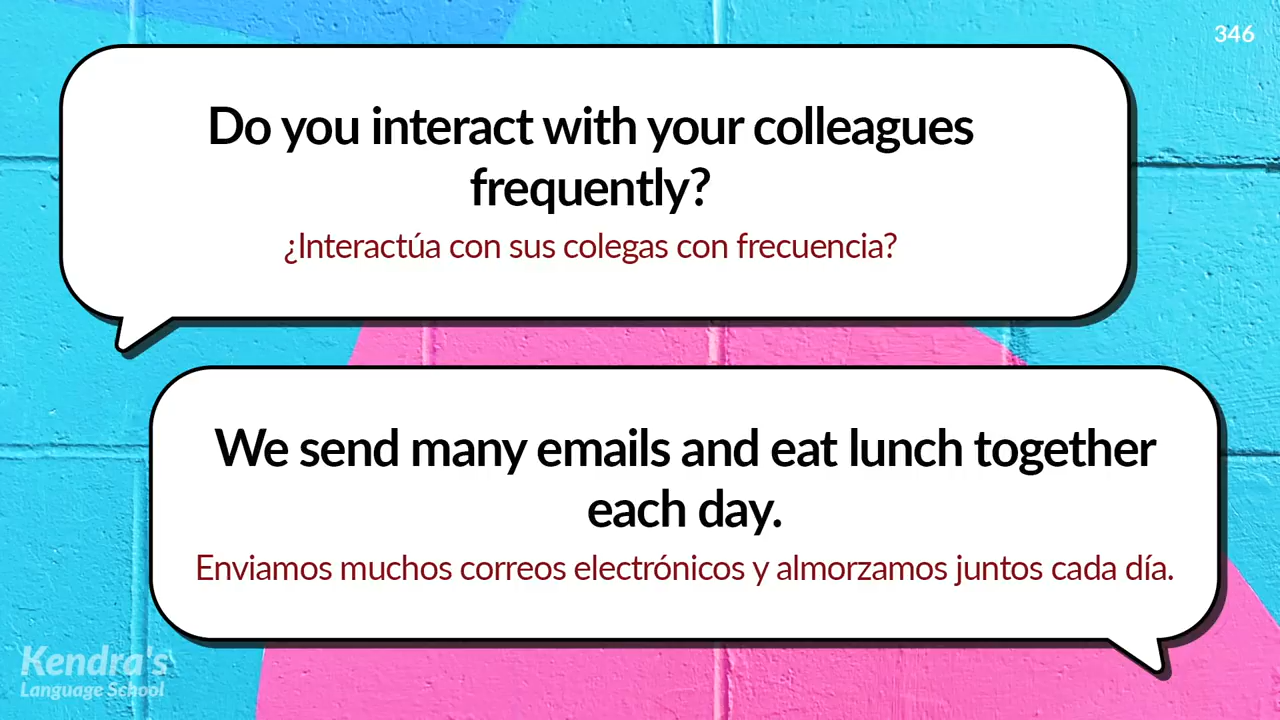 346
Do you interact with your colleagues
frequently?
¿Interactúa con sus colegas con frecuencia?
We send many emails and eat lunch together
each day.
Enviamos muchos correos electrónicos y almorzamos juntos cada día.
Kendra's
Language School